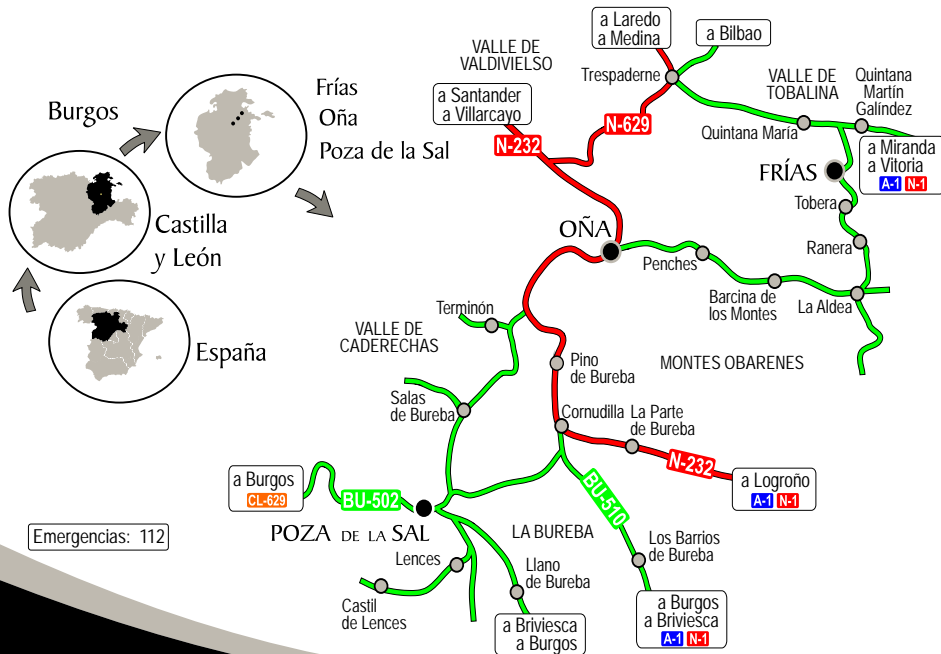 Burgos
Frías
Oña
Poza de la Sal
Castilla
y León
España
VALLE DE
VALDIVIELSO
a Laredo
a Medina
a Bilbao
Trespaderne
VALLE DE
TOBALINA
Quintana
Martín
Galíndez
a Santander
a Villarcayo
N-629
N-232
Quintana María
a Miranda
a Vitoria
A-1 N-1
FRÍAS
Tobera
OÑA
Penches
Ranera
Barcina de
los Montes
La Aldea
Terminón
VALLE DE
CADERECHAS
MONTES OBARENES
Pino
de Bureba
Salas
de Bureba
Cornudilla
La Parte
de Bureba
N-232
a Logroño
A-1 N-1
a Burgos
CL-629
BU-502
BU-510
POZA DE LA SAL
LA BUREBA
Los Barrios
de Bureba
Emergencias: 112
Lences
Llano
de Bureba
Castil
de Lences
a Briviesca
a Burgos
a Burgos
a Briviesca
A-1 N-1